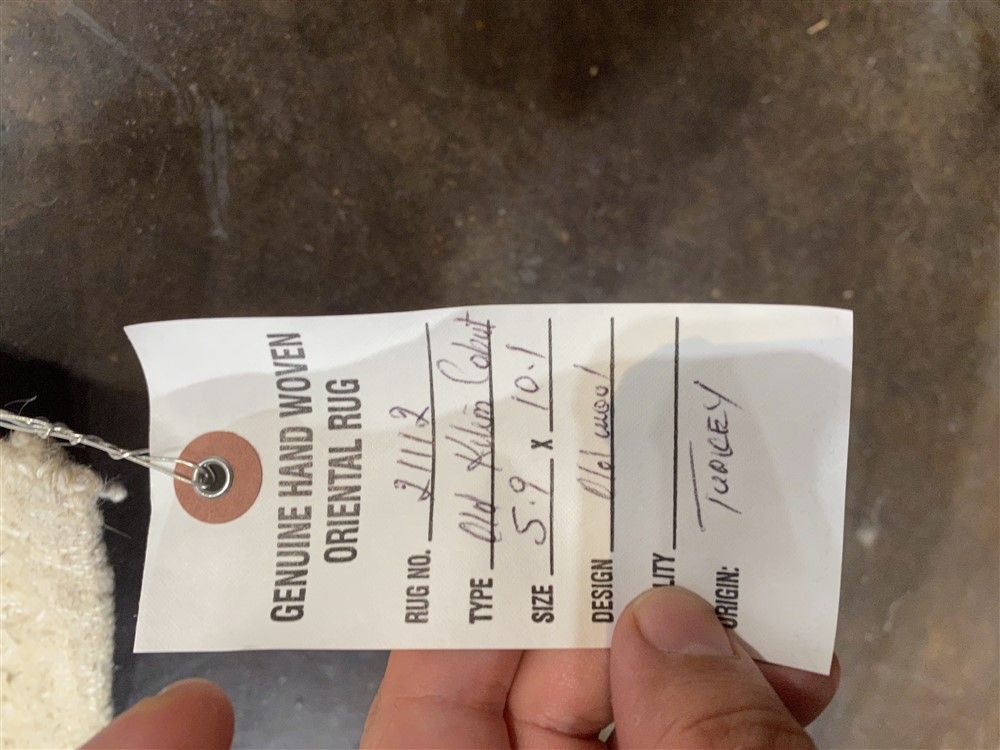 GENUINE HAND WOVEN
ORIENTAL RUG
RUG NO. 21112
TYPE Old Kilim
SIZE 5.9 x 10.1
DESIGN Old wool
LITY
ORIGIN: TURKEY